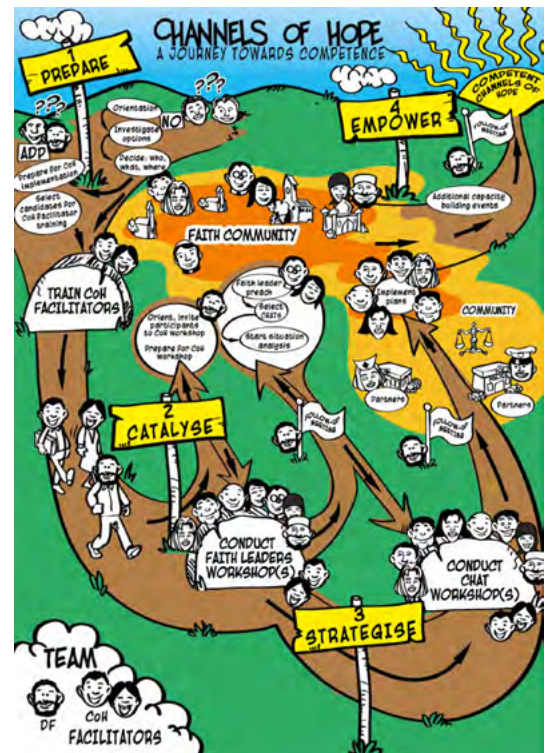 CHANNELS OF HOPE
A JOURNEY TOWARDS COMPETENCE
1
PREPARE
???
???
ADP
NO
Orientation
Investigate
options
Decide: who,
what, where
Prepare for CoH
implementation
Select
candidates for
CoH Facilitator
training
TRAIN CoH
FACILITATORS
4
EMPOWER
COMPETENT
CHANNELS OF
HOPE
FOLLOW-UP
MEETING
Additional capacity
building events
FAITH COMMUNITY
Faith leader
preach
Select
CHATs
Start situation
analysis
Orient, invite
participants
to CoH workshop
Prepare for CoH
workshop
Implement
plans
COMMUNITY
Partners
Partners
2
CATALYSE
FOLLOW-UP
MEETING
FOLLOW-UP
MEETING
CONDUCT
FAITH LEADERS
WORKSHOP(S)
CONDUCT
CHAT
WORKSHOP(S)
3
STRATEGISE
TEAM
DF
CoH
FACILITATORS